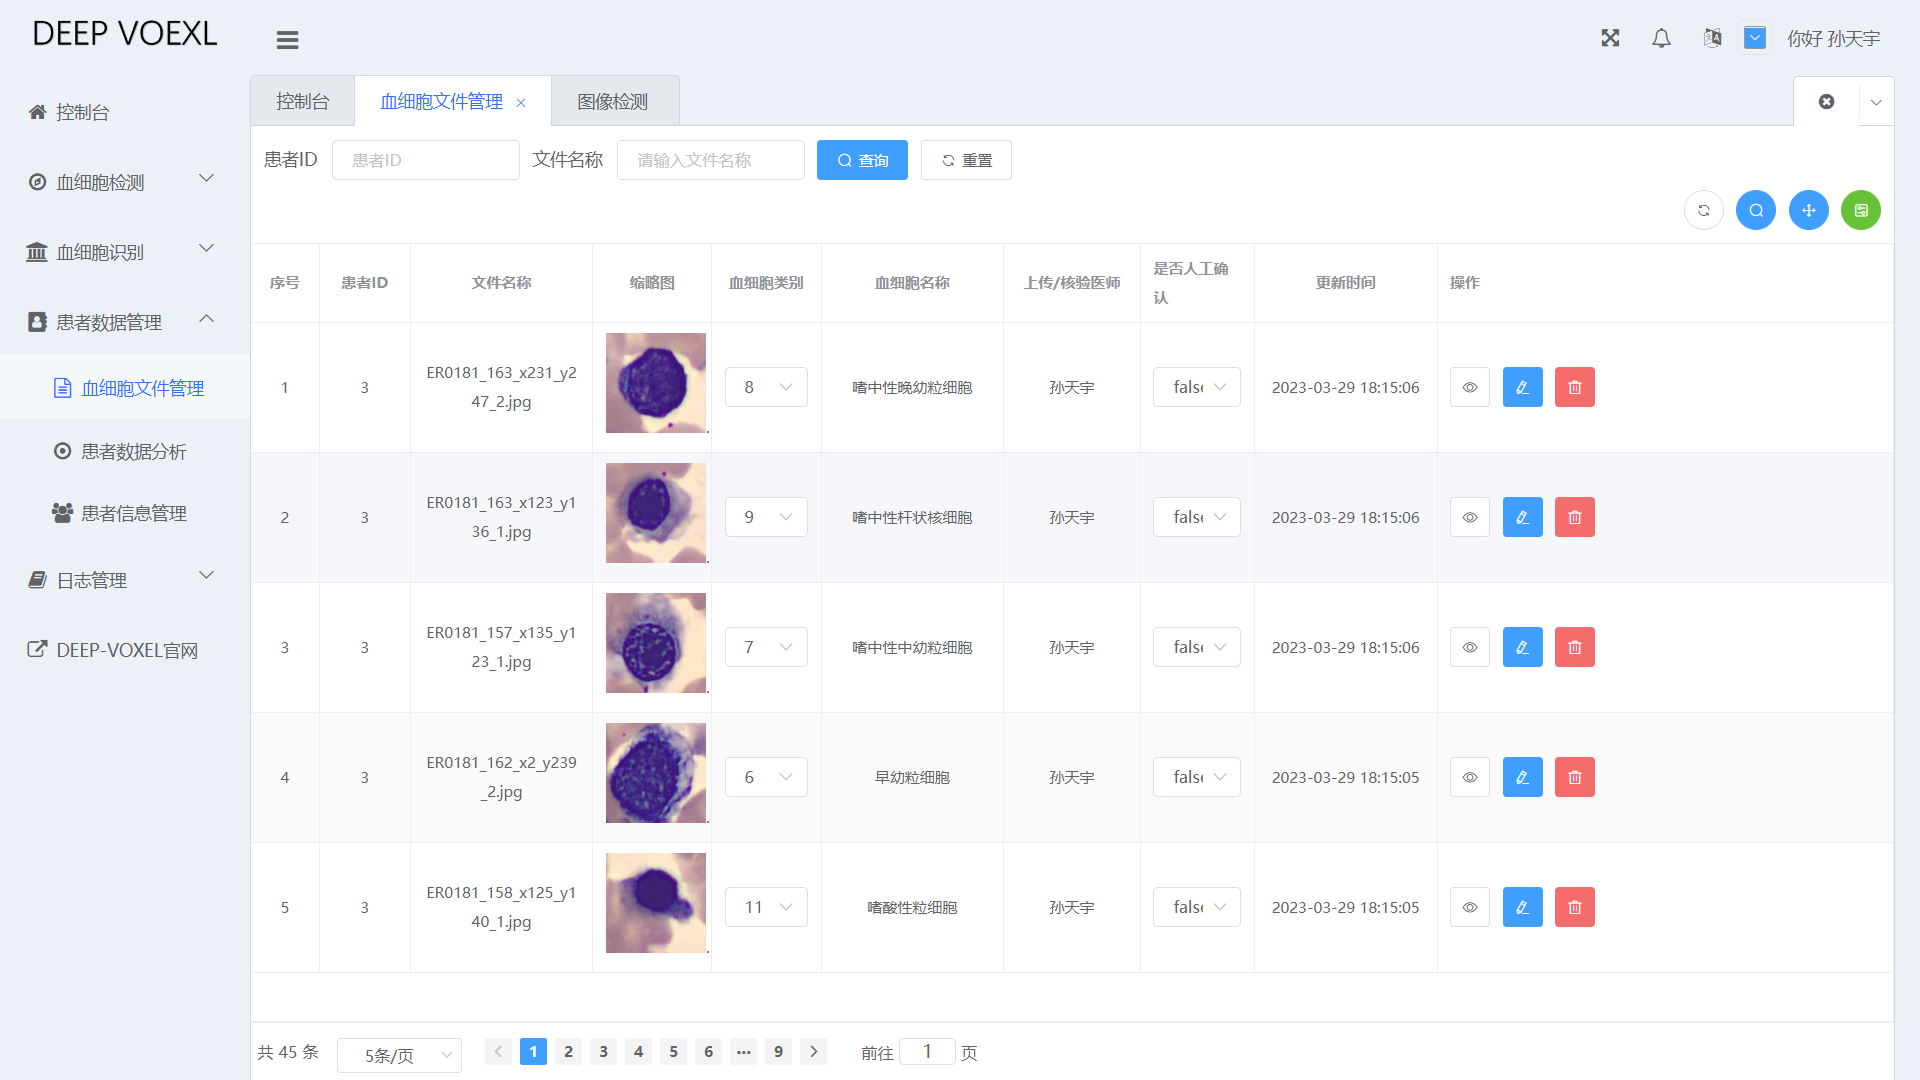 DEEP VOEXL
你好 孙天宇
控制台
血细胞检测
血细胞识别
患者数据管理
血细胞文件管理
患者数据分析
患者信息管理
日志管理
DEEP-VOXEL官网
控制台 血细胞文件管理 图像检测
患者ID 患者ID 文件名称 请输入文件名称 查询 重置
序号 患者ID 文件名称 缩略图 血细胞类别 血细胞名称 上传/核验医师 是否人工确认 更新时间 操作
1 3 ER0181_163_x231_y247_2.jpg 8 嗜中性晚幼粒细胞 孙天宇 false 2023-03-29 18:15:06
2 3 ER0181_163_x123_y136_1.jpg 9 嗜中性杆状核细胞 孙天宇 false 2023-03-29 18:15:06
3 3 ER0181_157_x135_y123_1.jpg 7 嗜中性中幼粒细胞 孙天宇 false 2023-03-29 18:15:06
4 3 ER0181_162_x2_y239_2.jpg 6 早幼粒细胞 孙天宇 false 2023-03-29 18:15:05
5 3 ER0181_158_x125_y140_1.jpg 11 嗜酸性粒细胞 孙天宇 false 2023-03-29 18:15:05
共 45 条 5条/页 1 2 3 4 5 6 ... 9 前往 1 页